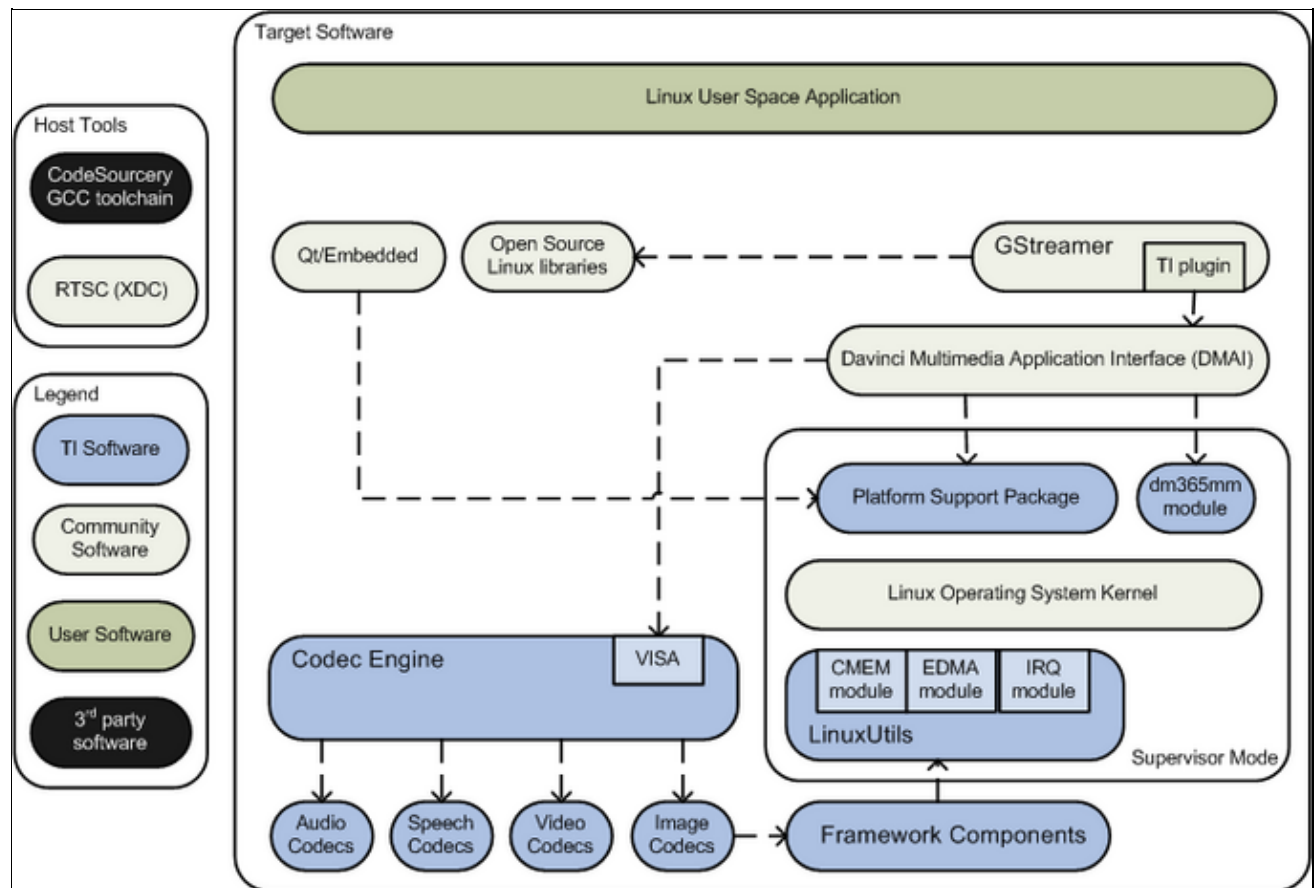 Target Software
Linux User Space Application
Host Tools
CodeSourcery
GCC toolchain
RTSC (XDC)
Legend
TI Software
Community
Software
User Software
3rd party
software
Qt/Embedded
Open Source
Linux libraries
GStreamer
TI plugin
Davinci Multimedia Application Interface (DMAI)
Platform Support Package
dm365mm
module
Linux Operating System Kernel
CMEM
module
EDMA
module
IRQ
module
LinuxUtils
Supervisor Mode
Codec Engine
VISA
Audio
Codecs
Speech
Codecs
Video
Codecs
Image
Codecs
Framework Components